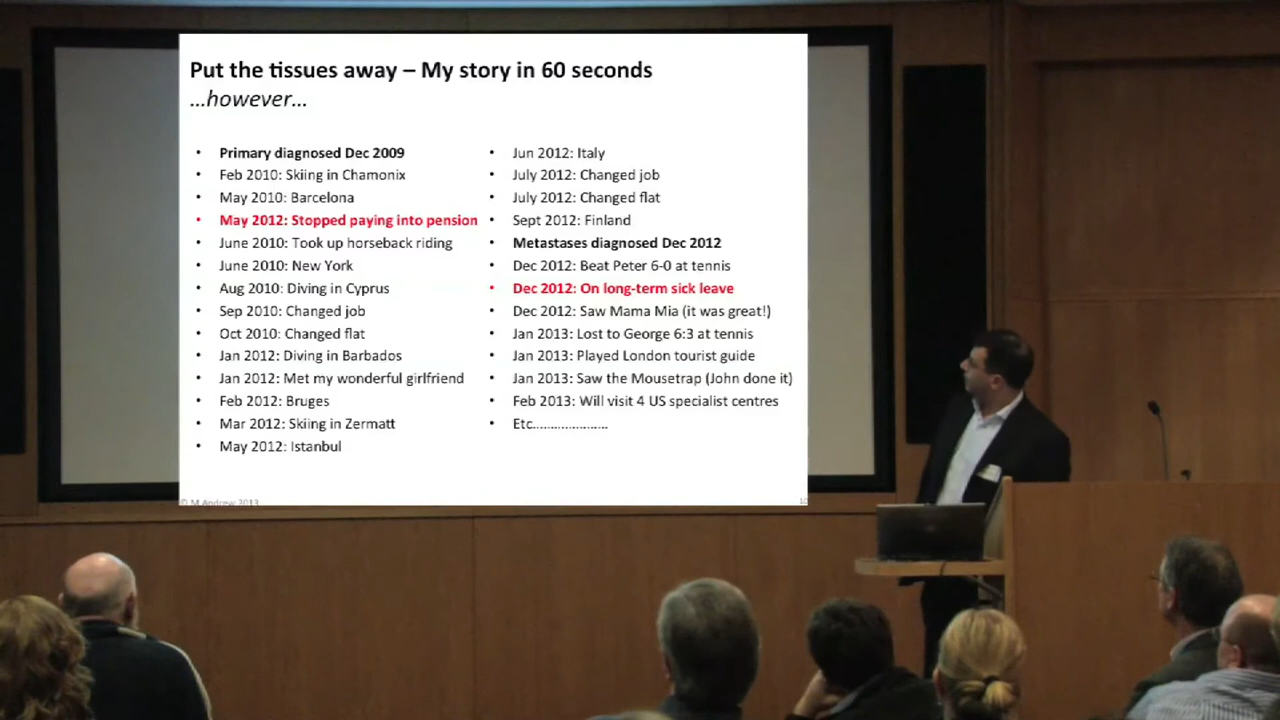 Put the tissues away – My story in 60 seconds
…however…
• Primary diagnosed Dec 2009
• Feb 2010: Skiing in Chamonix
• May 2010: Barcelona
• May 2012: Stopped paying into pension
• June 2010: Took up horseback riding
• June 2010: New York
• Aug 2010: Diving in Cyprus
• Sep 2010: Changed job
• Oct 2010: Changed flat
• Jan 2012: Diving in Barbados
• Jan 2012: Met my wonderful girlfriend
• Feb 2012: Bruges
• Mar 2012: Skiing in Zermatt
• May 2012: Istanbul
• Jun 2012: Italy
• July 2012: Changed job
• July 2012: Changed flat
• Sept 2012: Finland
• Metastases diagnosed Dec 2012
• Dec 2012: Beat Peter 6-0 at tennis
• Dec 2012: On long-term sick leave
• Dec 2012: Saw Mama Mia (it was great!)
• Jan 2013: Lost to George 6:3 at tennis
• Jan 2013: Played London tourist guide
• Jan 2013: Saw the Mousetrap (John done it)
• Feb 2013: Will visit 4 US specialist centres
• Etc....................
© M Andrew 2013